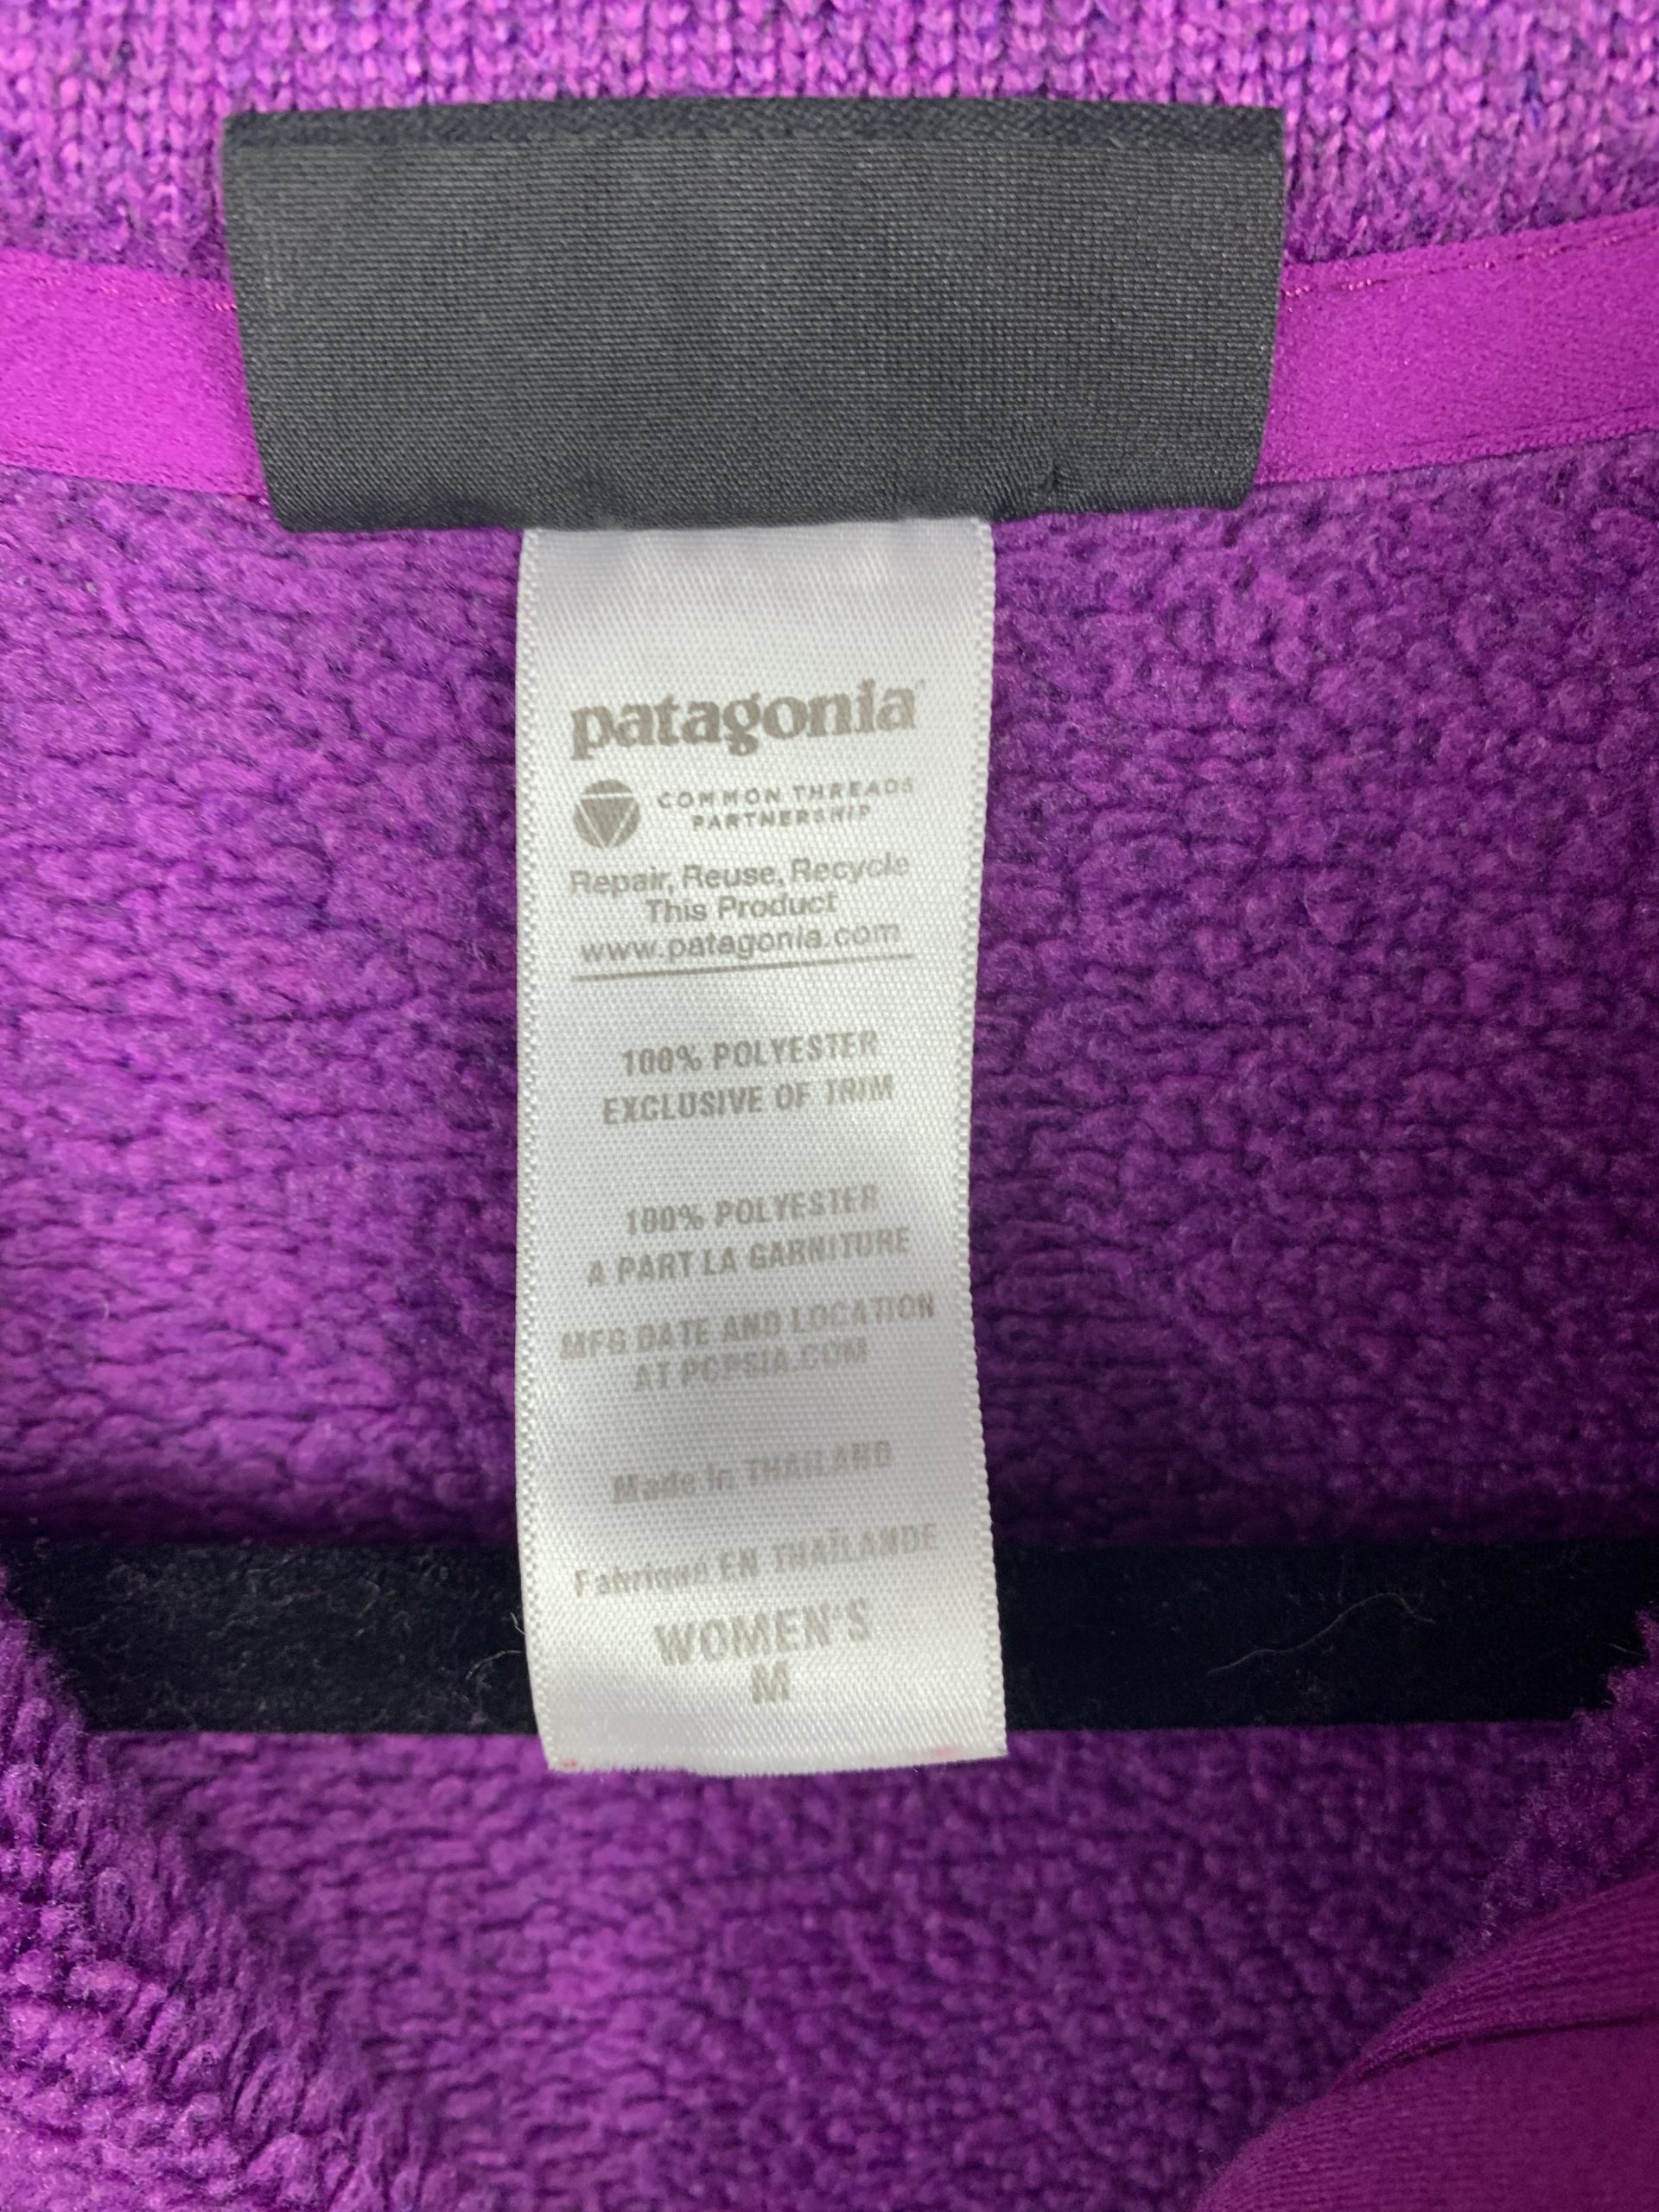 patagonia
COMMON THREADS
PARTNERSHIP
Repair, Reuse, Recycle
This Product
www.patagonia.com
100% POLYESTER
EXCLUSIVE OF TRIM
100% POLYESTER
A PART LA GARNITURE
MFG DATE AND LOCATION
AT PCPSIA.COM
Made in THAILAND
Fabriqué EN THAÏLANDE
WOMEN'S
M